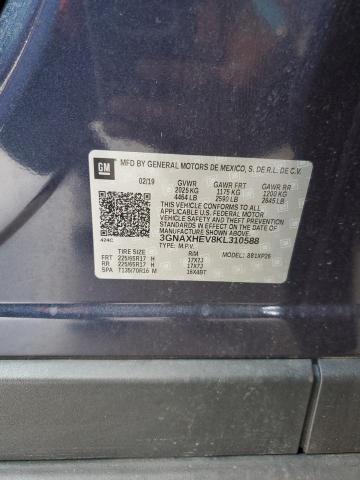 GM
MFD BY GENERAL MOTORS DE MEXICO, S. DE R.L. DE C.V.
02/19 GVWR GAWR FRT GAWR RR
2025 KG 1175 KG 1200 KG
4464 LB 2590 LB 2645 LB
THIS VEHICLE CONFORMS TO ALL
APPLICABLE U.S. FEDERAL MOTOR
VEHICLE SAFETY, BUMPER, AND THEFT
PREVENTION STANDARDS IN EFFECT ON THE
DATE OF MANUFACTURE SHOWN ABOVE.
424C 3GNAXHEV8KL310588
TYPE: M.P.V.
TIRE SIZE R/M MODEL:
FRT 225/65R17 H 17X7J
RR 225/65R17 H 17X7J
SPA T135/70R16 M 16X4BT